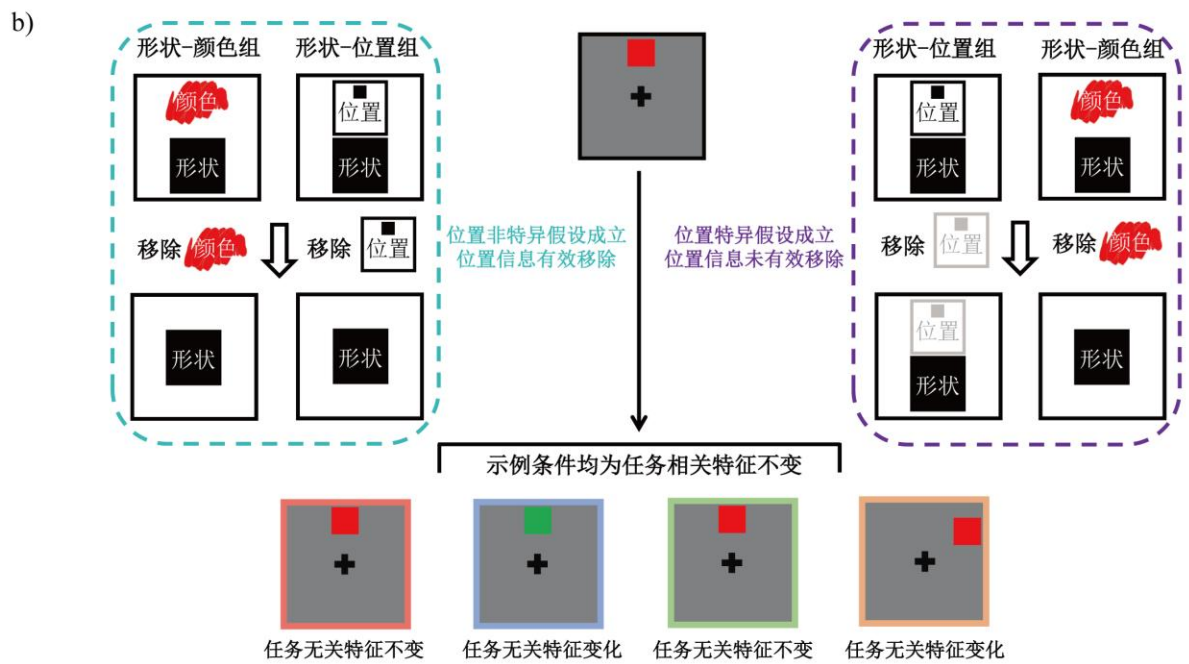 b)
形状-颜色组 形状-位置组
颜色 位置
形状 形状
移除 颜色 移除 位置
形状 形状
位置非特异假设成立
位置信息有效移除
位置特异假设成立
位置信息未有效移除
形状-位置组 形状-颜色组
位置 颜色
形状 形状
移除 位置 移除 颜色
位置
形状 形状
示例条件均为任务相关特征不变
任务无关特征不变 任务无关特征变化 任务无关特征不变 任务无关特征变化